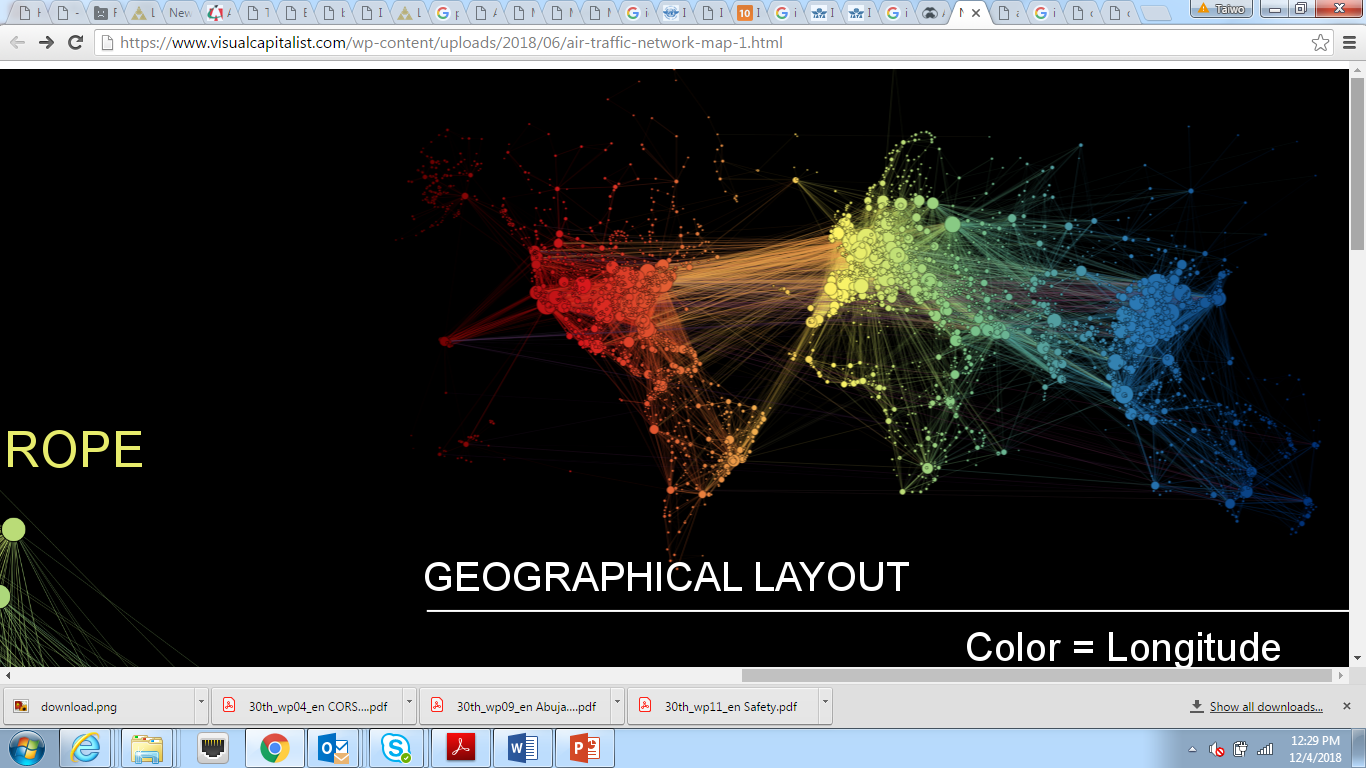 Taiwo
https://www.visualcapitalist.com/wp-content/uploads/2018/06/air-traffic-network-map-1.html
ROPE
GEOGRAPHICAL LAYOUT
Color = Longitude
download.png
30th_wp04_en CORS....pdf
30th_wp09_en Abuja....pdf
30th_wp11_en Safety.pdf
Show all downloads...
12:29 PM
12/4/2018